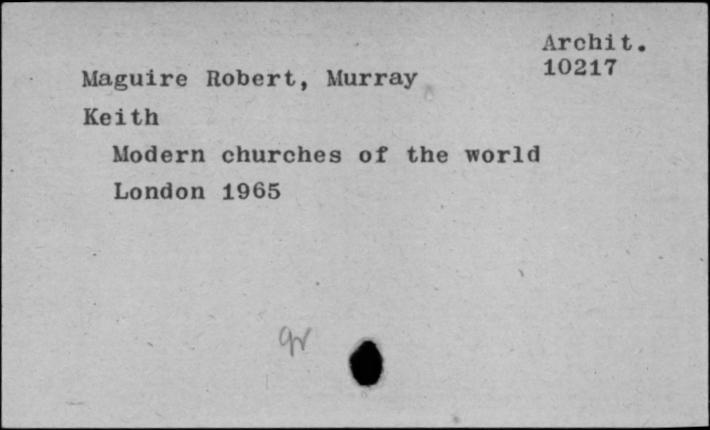 Archit.
10217
Maguire Robert, Murray
Keith
Modern churches of the world
London 1965